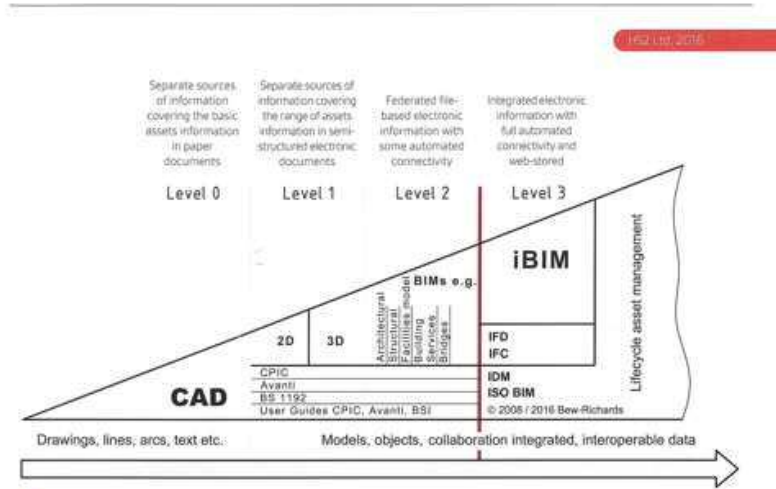 HS2 Ltd, 2016
Separate sources
of information
covering the basic
assets information
in paper
documents
Separate sources of
information covering
the range of assets
information in semi-
structured electronic
documents
Federated file-
based electronic
information with
some automated
connectivity
Integrated electronic
information with
full automated
connectivity and
web-stored
Level 0
Level 1
Level 2
Level 3
iBIM
BIMs e.g.
2D
3D
Architectural
Structural
Facilities model
Building
Services
Bridges
IFD
IFC
Lifecycle asset management
CAD
CPIC
Avanti
BS 1192
User Guides CPIC, Avanti, BSI
IDM
ISO BIM
© 2008 / 2016 Bew-Richards
Drawings, lines, arcs, text etc.
Models, objects, collaboration integrated, interoperable data